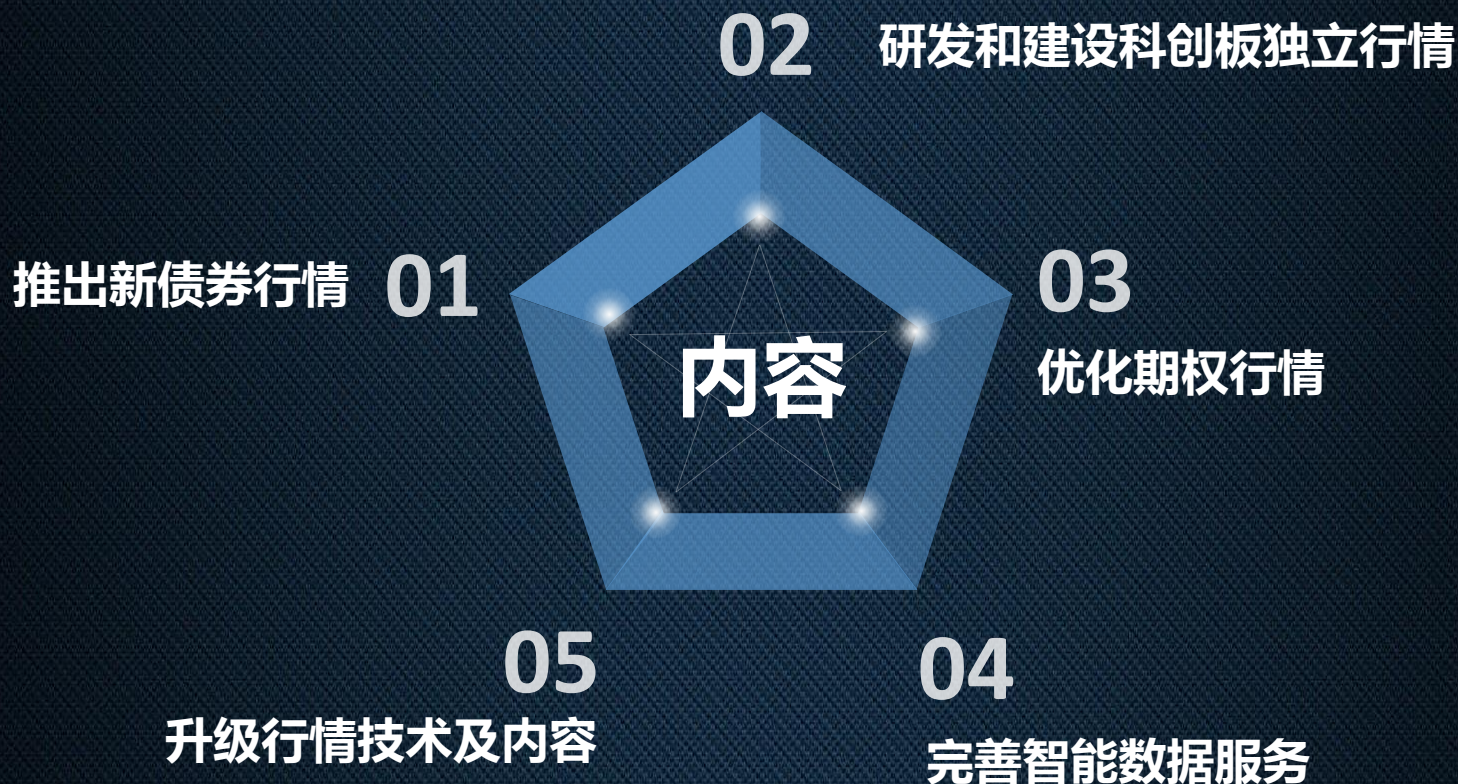 02
研发和建设科创板独立行情
推出新债券行情
01
03
优化期权行情
内容
05
升级行情技术及内容
04
完善智能数据服务